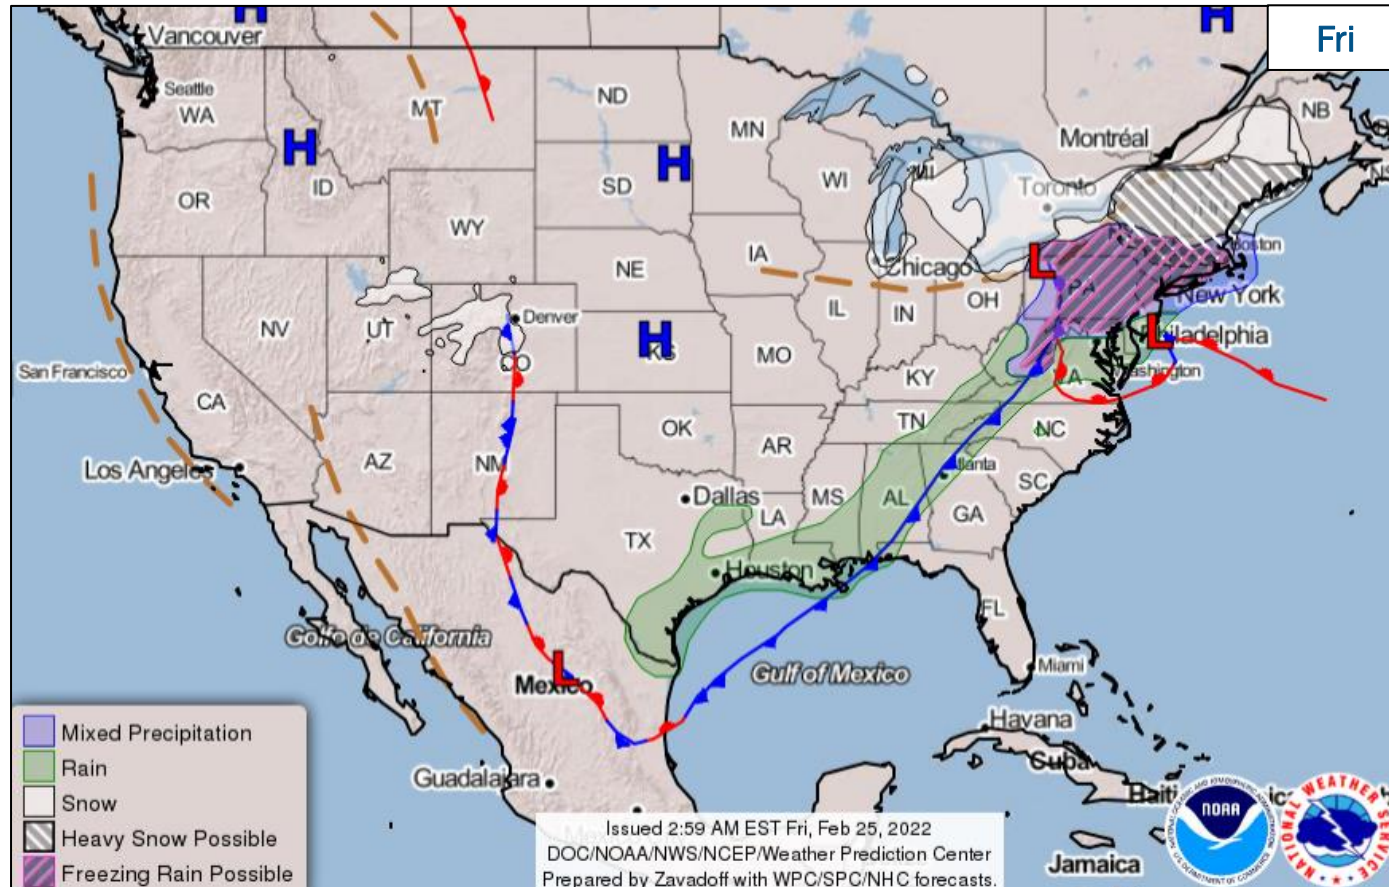 Fri
Vancouver
Seattle
WA
MT
ND
MN
NB
Montréal
OR
ID
SD
WI
MI
Toronto
WY
IA
Chicago
Boston
NE
OH
PA
New York
NV
UT
Denver
CO
IL
IN
Philadelphia
San Francisco
KS
MO
KY
VA
Washington
CA
OK
TN
NC
AR
Los Angeles
AZ
NM
Atlanta
SC
Dallas
LA
MS
AL
GA
TX
Houston
FL
Golfo de California
Miami
Gulf of Mexico
Mexico
Havana
Cuba
Guadalajara
Jamaica
H
H
H
H
H
L
L
L
Mixed Precipitation
Rain
Snow
Heavy Snow Possible
Freezing Rain Possible
Issued 2:59 AM EST Fri, Feb 25, 2022
DOC/NOAA/NWS/NCEP/Weather Prediction Center
Prepared by Zavadoff with WPC/SPC/NHC forecasts.
NOAA
NATIONAL WEATHER SERVICE